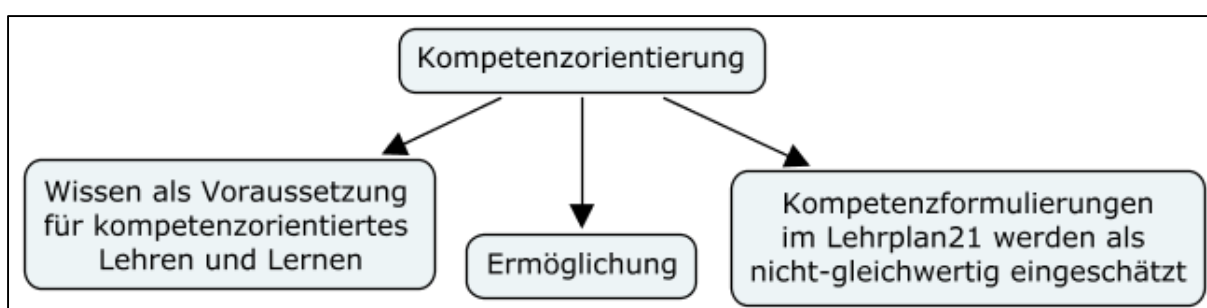 Kompetenzorientierung
Wissen als Voraussetzung
für kompetenzorientiertes
Lehren und Lernen
Ermöglichung
Kompetenzformulierungen
im Lehrplan21 werden als
nicht-gleichwertig eingeschätzt